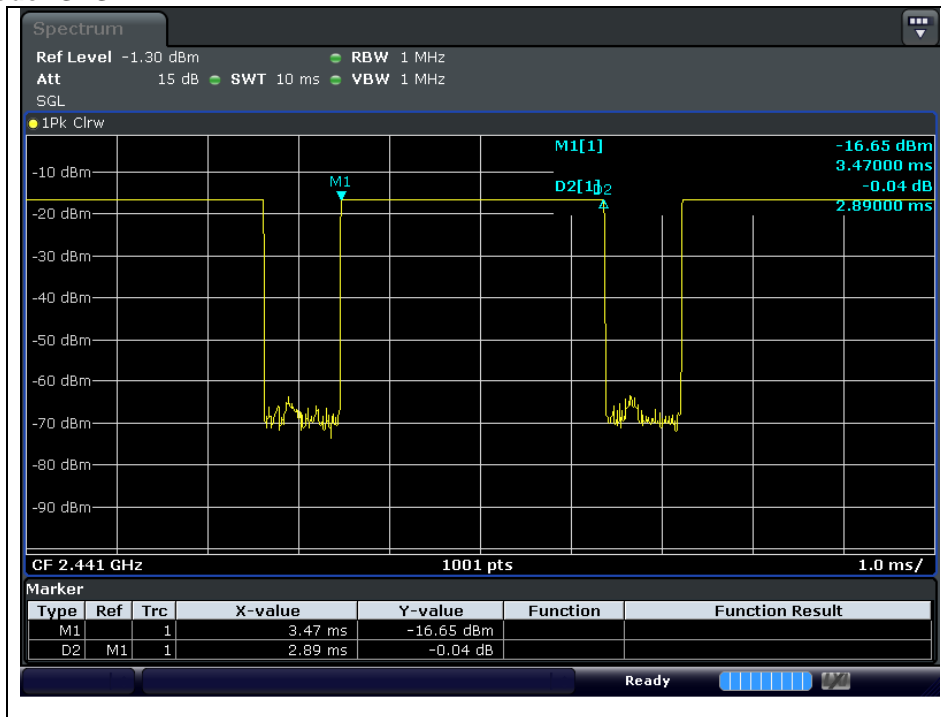 Spectrum
Ref Level -1.30 dBm RBW 1 MHz
Att 15 dB SWT 10 ms VBW 1 MHz
SGL
1Pk Clrw
M1[1] -16.65 dBm
3.47000 ms
D2[1] -0.04 dB
2.89000 ms
M1
D2
-10 dBm
-20 dBm
-30 dBm
-40 dBm
-50 dBm
-60 dBm
-70 dBm
-80 dBm
-90 dBm
CF 2.441 GHz 1001 pts 1.0 ms/
Marker
Type Ref Trc X-value Y-value Function Function Result
M1 1 3.47 ms -16.65 dBm
D2 M1 1 2.89 ms -0.04 dB
Ready